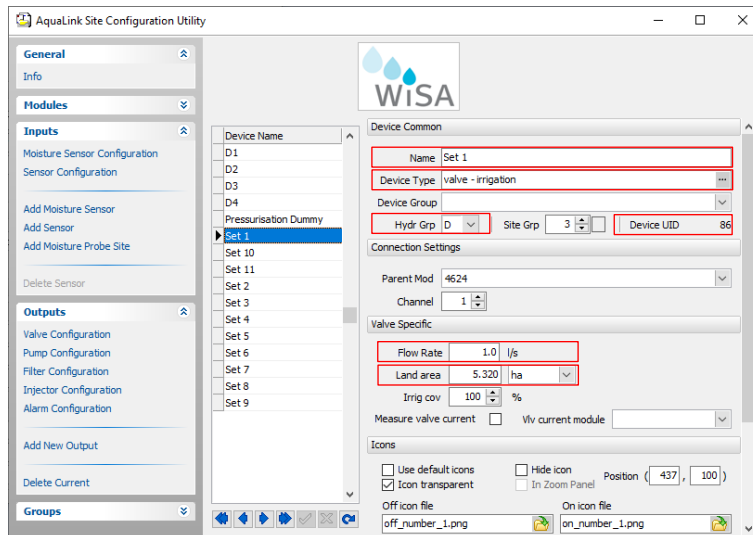 AquaLink Site Configuration Utility
General
Info
Modules
Inputs
Moisture Sensor Configuration
Sensor Configuration
Add Moisture Sensor
Add Sensor
Add Moisture Probe Site
Delete Sensor
Outputs
Valve Configuration
Pump Configuration
Filter Configuration
Injector Configuration
Alarm Configuration
Add New Output
Delete Current
Groups
WiSA
Device Name
D1
D2
D3
D4
Pressurisation Dummy
Set 1
Set 10
Set 11
Set 2
Set 3
Set 4
Set 5
Set 6
Set 7
Set 8
Set 9
Device Common
Name Set 1
Device Type valve - irrigation ...
Device Group
Hydr Grp D Site Grp 3 Device UID 86
Connection Settings
Parent Mod 4624
Channel 1
Valve Specific
Flow Rate 1.0 l/s
Land area 5.320 ha
Irrig cov 100 %
Measure valve current Vlv current module
Icons
Use default icons Hide icon Position ( 437 , 100 )
Icon transparent In Zoom Panel
Off icon file On icon file
off_number_1.png on_number_1.png